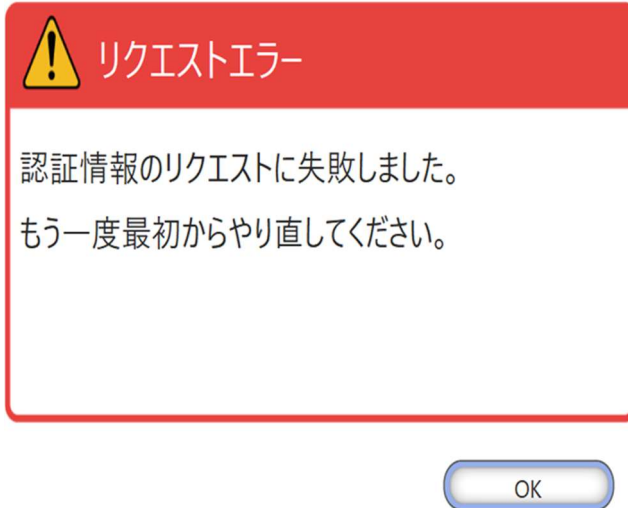 リクエストエラー
認証情報のリクエストに失敗しました。
もう一度最初からやり直してください。
OK